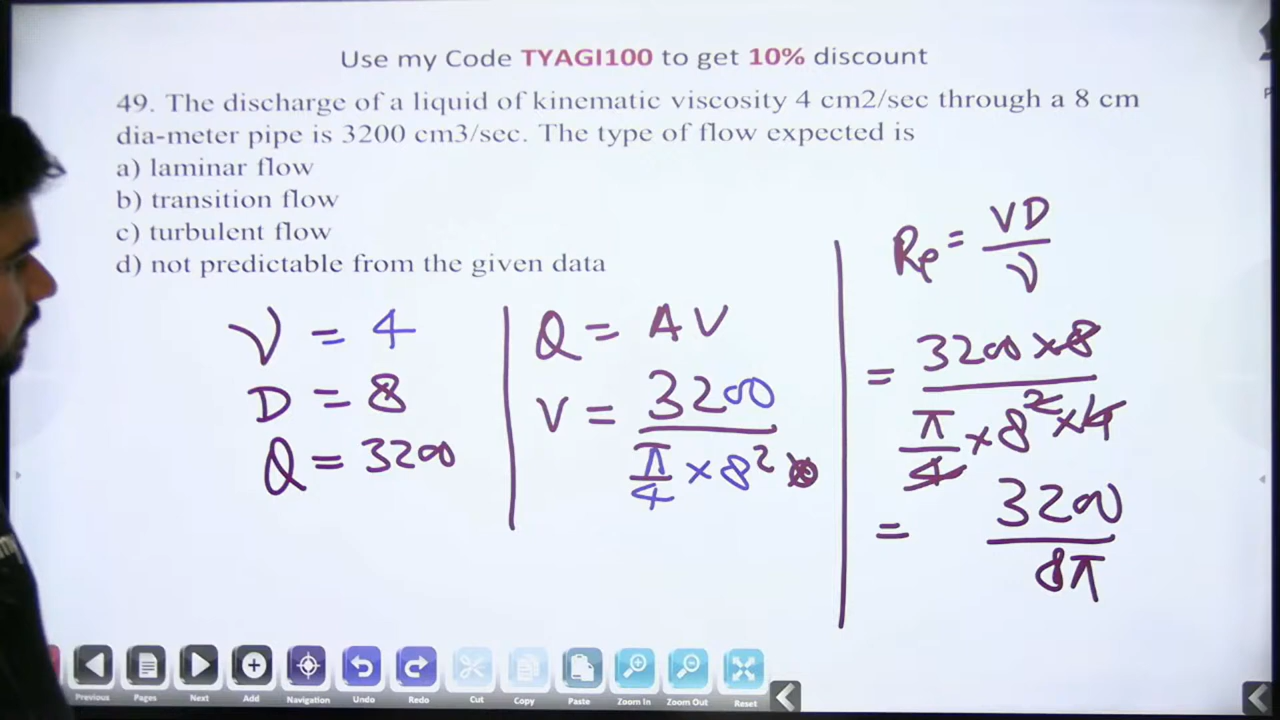 Use my Code TYAGI100 to get 10% discount
49. The discharge of a liquid of kinematic viscosity 4 cm2/sec through a 8 cm
dia-meter pipe is 3200 cm3/sec. The type of flow expected is
a) laminar flow
b) transition flow
c) turbulent flow
d) not predictable from the given data
ν = 4
D = 8
Q = 3200
Q = AV
V = 3200
π/4 × 8²
Re = VD/ν
= 3200×8
π/4 × 8² × 4
= 3200
8π
Previous Pages Next Add Navigation Undo Redo Cut Copy Paste Zoom In Zoom Out Reset